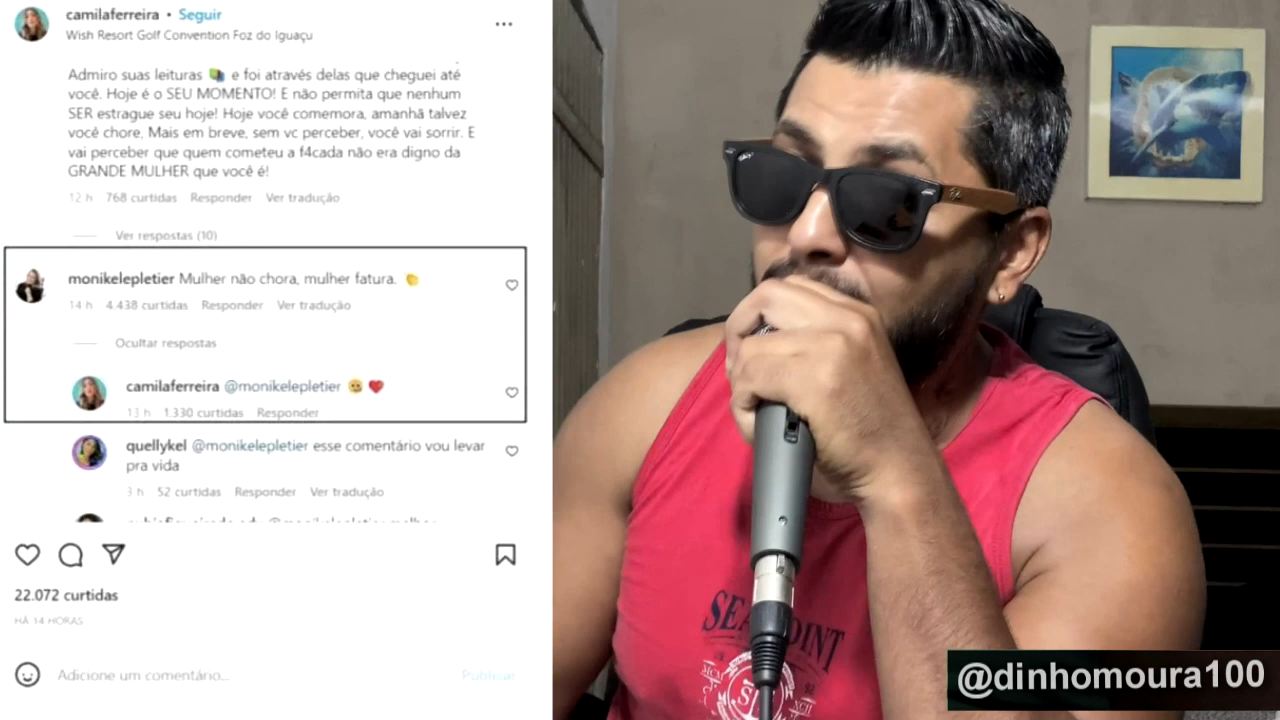 camilaferreira • Seguir
Wish Resort Golf Convention Foz do Iguaçu
Admiro suas leituras 📚 e foi através delas que cheguei até
você. Hoje é o SEU MOMENTO! E não permita que nenhum
SER estrague seu hoje! Hoje você comemora, amanhã talvez
você chore. Mais em breve, sem vc perceber, você vai sorrir. E
vai perceber que quem cometeu a f4cada não era digno da
GRANDE MULHER que você é!
12 h 768 curtidas Responder Ver tradução
Ver respostas (10)
monikelepletier Mulher não chora, mulher fatura. 👏
14 h 4.438 curtidas Responder Ver tradução
Ocultar respostas
camilaferreira @monikelepletier ❤️
13 h 1.330 curtidas Responder
quellykel @monikelepletier esse comentário vou levar
pra vida
3 h 52 curtidas Responder Ver tradução
22.072 curtidas
HÁ 14 HORAS
Adicione um comentário...
Publicar
@dinhomoura100